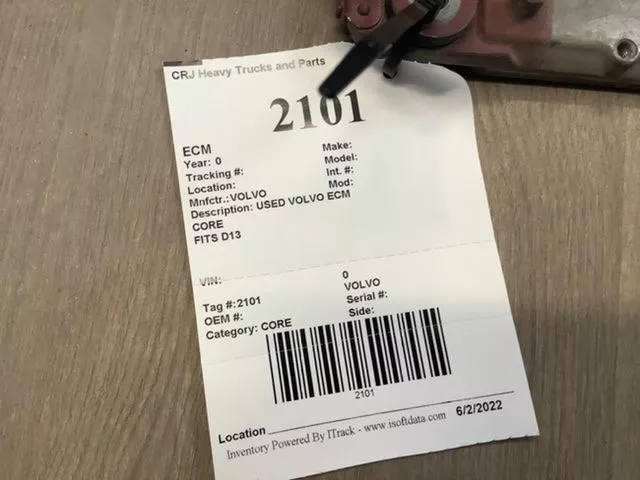 CRJ Heavy Trucks and Parts
2101
ECM
Year: 0
Make:
Model:
Tracking #:
Int. #:
Location:
Mod:
Mnfctr.:VOLVO
Description: USED VOLVO ECM
CORE
FITS D13
VIN:
0
VOLVO
Tag #:2101
Serial #:
OEM #:
Side:
Category: CORE
2101
Location
6/2/2022
Inventory Powered By ITrack - www.isoftdata.com